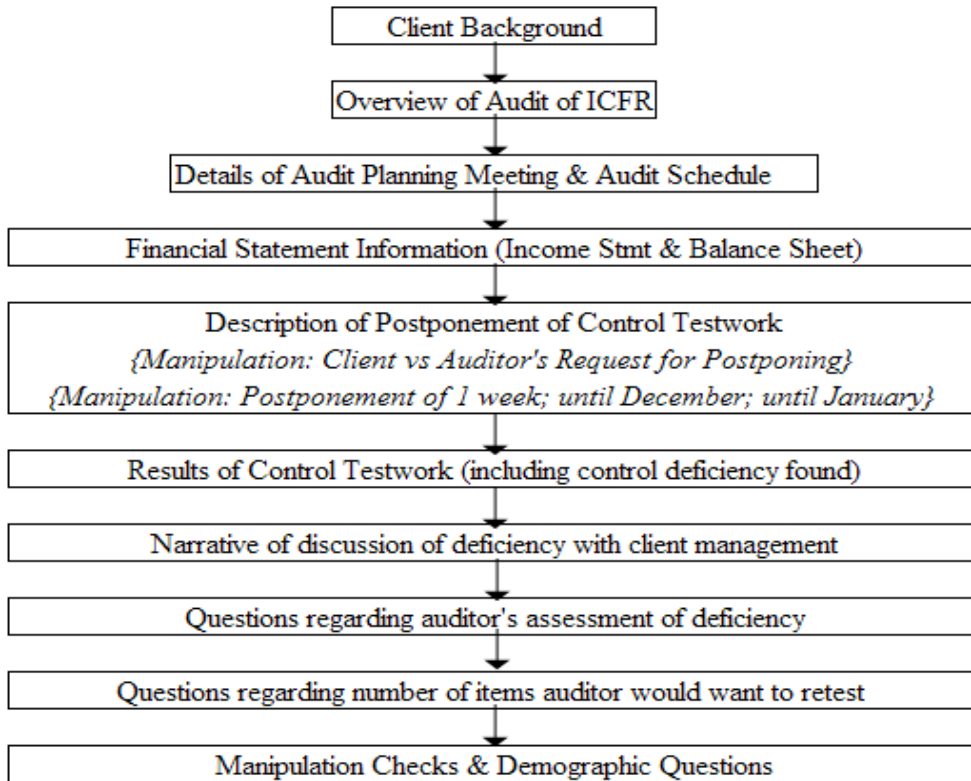 Client Background
Overview of Audit of ICFR
Details of Audit Planning Meeting & Audit Schedule
Financial Statement Information (Income Stmt & Balance Sheet)
Description of Postponement of Control Testwork
{Manipulation: Client vs Auditor's Request for Postponing}
{Manipulation: Postponement of 1 week; until December; until January}
Results of Control Testwork (including control deficiency found)
Narrative of discussion of deficiency with client management
Questions regarding auditor's assessment of deficiency
Questions regarding number of items auditor would want to retest
Manipulation Checks & Demographic Questions